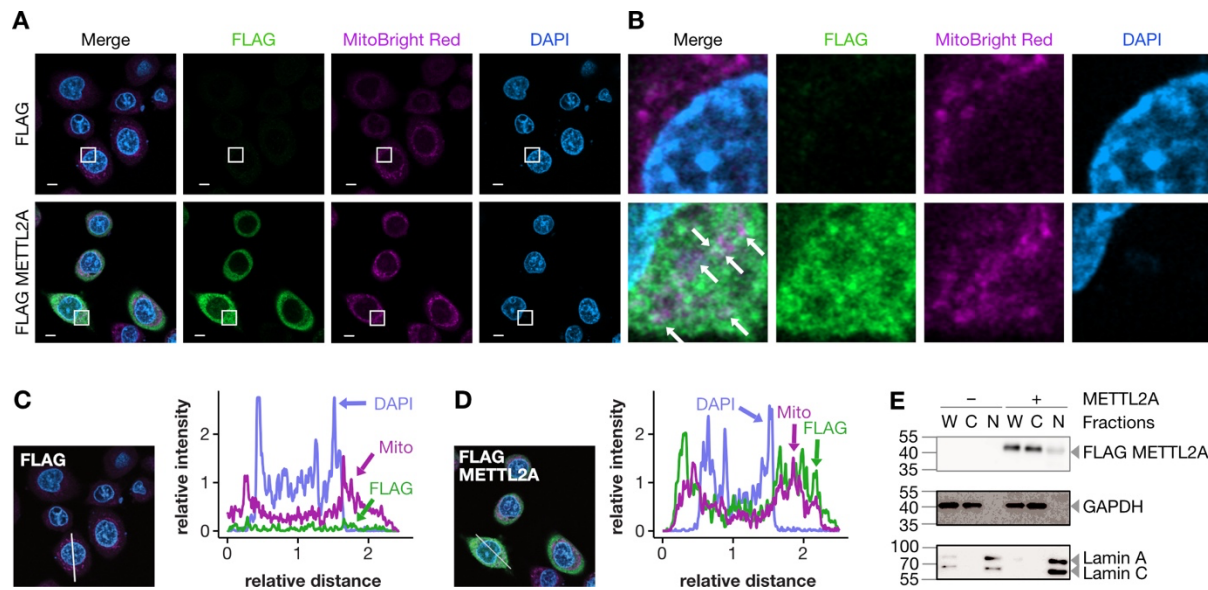 A
Merge FLAG MitoBright Red DAPI
FLAG
FLAG METTL2A
B
Merge FLAG MitoBright Red DAPI
C
FLAG
relative intensity
2
1
0
0 1 2
relative distance
DAPI
Mito
FLAG
D
FLAG
METTL2A
relative intensity
2
1
0
0 1 2
relative distance
DAPI
Mito
FLAG
E
− + METTL2A
W C N W C N Fractions
55
40
35
FLAG METTL2A
55
40
35
GAPDH
100
70
55
Lamin A
Lamin C